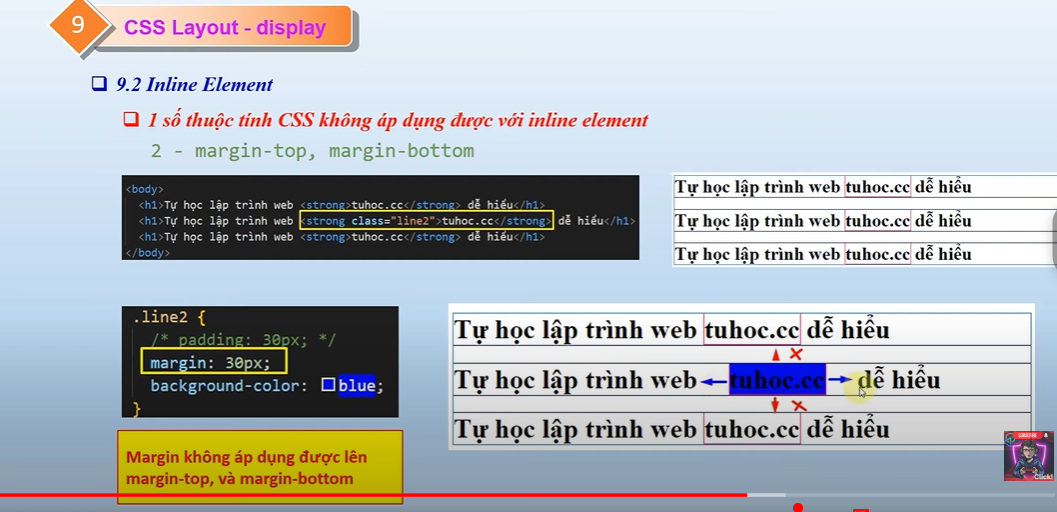 9
CSS Layout - display
9.2 Inline Element
1 số thuộc tính CSS không áp dụng được với inline element
2 - margin-top, margin-bottom
<body>
<h1>Tự học lập trình web <strong>tuhoc.cc</strong> dễ hiểu</h1>
<h1>Tự học lập trình web <strong class="line2">tuhoc.cc</strong> dễ hiểu</h1>
<h1>Tự học lập trình web <strong>tuhoc.cc</strong> dễ hiểu</h1>
</body>
Tự học lập trình web tuhoc.cc dễ hiểu
Tự học lập trình web tuhoc.cc dễ hiểu
Tự học lập trình web tuhoc.cc dễ hiểu
.line2 {
/* padding: 30px; */
margin: 30px;
background-color: blue;
}
Tự học lập trình web tuhoc.cc dễ hiểu
Tự học lập trình web tuhoc.cc dễ hiểu
Tự học lập trình web tuhoc.cc dễ hiểu
Margin không áp dụng được lên
margin-top, và margin-bottom
Click!